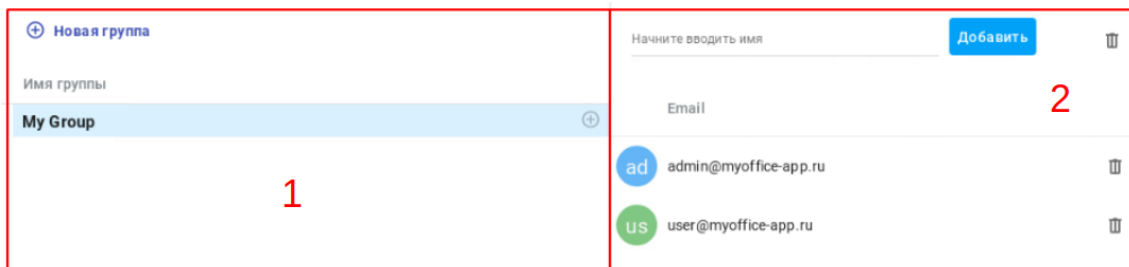 Новая группа
Имя группы
My Group
1
Начните вводить имя
Добавить
2
Email
ad admin@myoffice-app.ru
us user@myoffice-app.ru